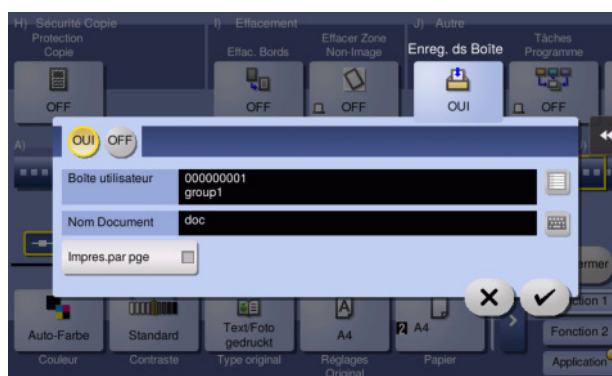 H) Sécurité Copie
I) Effacement
J) Autre
Protection
Copie
Effac. Bords
Effacer Zone
Non-Image
Enreg. ds Boîte
Tâches
Programme
OFF
OFF
OFF
OUI
OFF
A)
OUI
OFF
Boîte utilisateur
000000001
group1
Nom Document
doc
Impres.par pge
ermer
ction 1
Auto-Farbe
Standard
Text/Foto
gedruckt
A4
A4
Fonction 2
Couleur
Contraste
Type original
Réglages
Original
Papier
Application